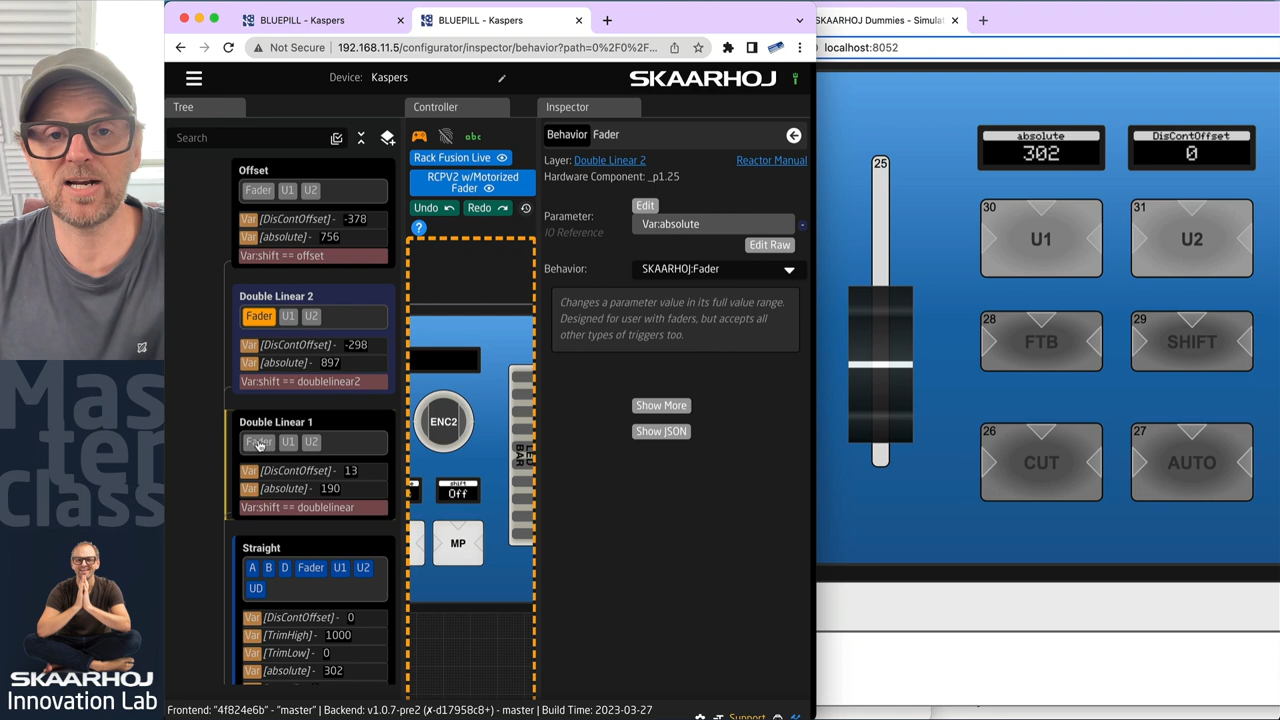 BLUEPILL - Kaspers
BLUEPILL - Kaspers
SKAARHOJ Dummies - Simulat
Not Secure
192.168.11.5/configurator/inspector/behavior?path=0%2F0%2F...
localhost:8052
Device: Kaspers
SKAARHOJ
Tree
Controller
Inspector
Search
abc
Behavior Fader
Rack Fusion Live
RCPV2 w/Motorized
Fader
Undo
Redo
?
Layer: Double Linear 2
Reactor Manual
Hardware Component: _p1.25
Edit
Parameter:
IO Reference
Var:absolute
Edit Raw
Behavior:
SKAARHOJ:Fader
Changes a parameter value in its full value range.
Designed for user with faders, but accepts all
other types of triggers too.
Show More
Show JSON
Offset
Fader U1 U2
Var [DisContOffset] - -378
Var [absolute] - 756
Var:shift == offset
Double Linear 2
Fader U1 U2
Var [DisContOffset] - -298
Var [absolute] - 897
Var:shift == doublelinear2
Double Linear 1
Fader U1 U2
Var [DisContOffset] - 13
Var [absolute] - 190
Var:shift == doublelinear
Straight
A B D Fader U1 U2
UD
Var [DisContOffset] - 0
Var [TrimHigh] - 1000
Var [TrimLow] - 0
Var [absolute] - 302
ENC2
LED
BAR
shift
Off
MP
25
absolute
302
DisContOffset
0
30
U1
31
U2
28
FTB
29
SHIFT
26
CUT
27
AUTO
Mas
ter
Class
SKAARHOJ
Innovation Lab
Frontend: "4f824e6b" - "master" | Backend: v1.0.7-pre2 (✗-d17958c8+) - master | Build Time: 2023-03-27
Support